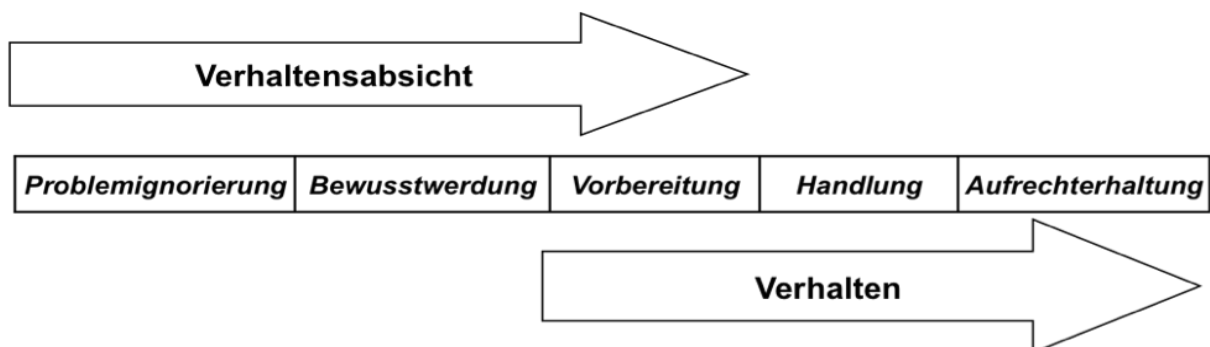 Verhaltensabsicht
Problemignorierung Bewusstwerdung Vorbereitung Handlung Aufrechterhaltung
Verhalten